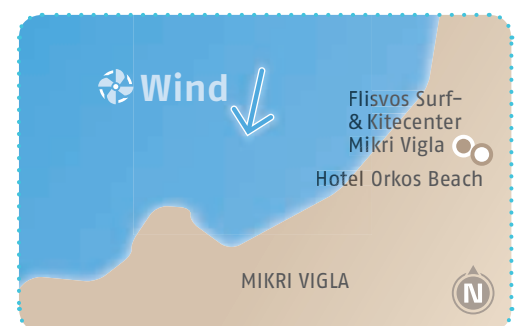 Wind
Flisvos Surf-
& Kitecenter
Mikri Vigla
Hotel Orkos Beach
MIKRI VIGLA
N